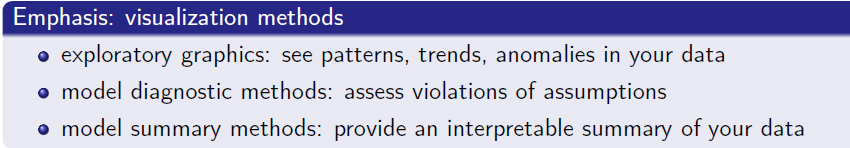 Emphasis: visualization methods
exploratory graphics: see patterns, trends, anomalies in your data
model diagnostic methods: assess violations of assumptions
model summary methods: provide an interpretable summary of your data